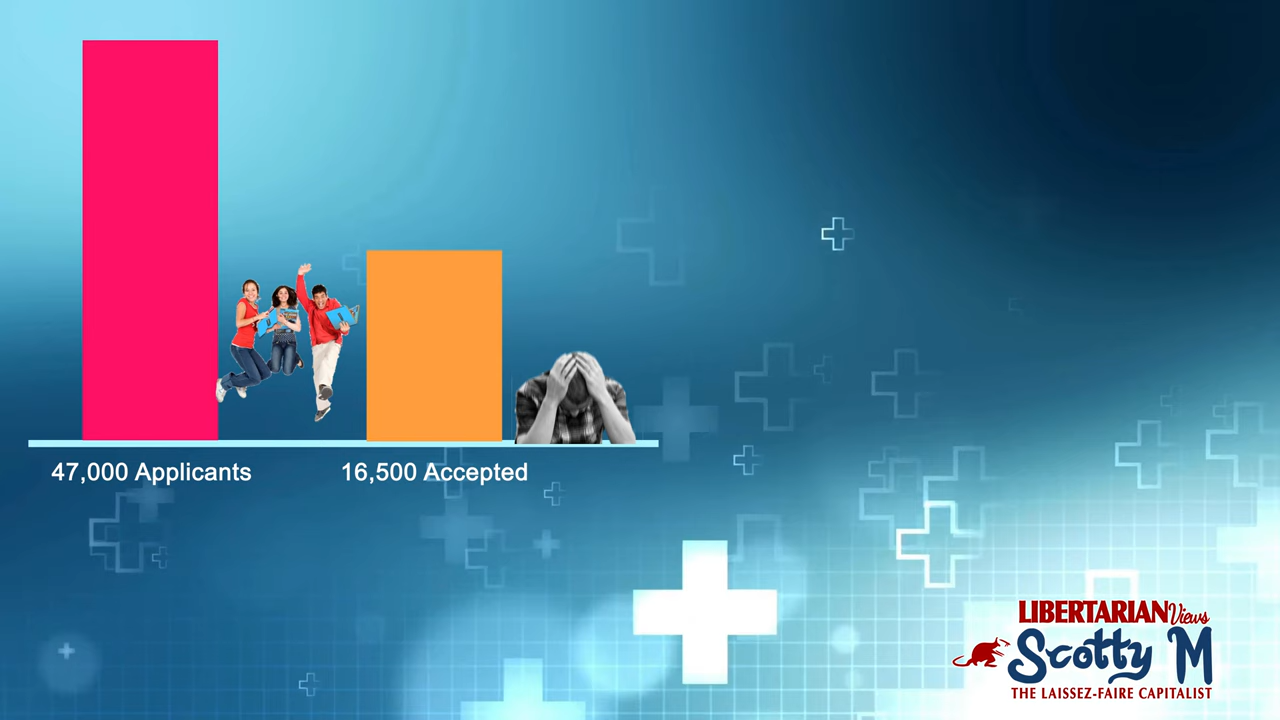 47,000 Applicants
16,500 Accepted
LIBERTARIAN Views
Scotty M
THE LAISSEZ-FAIRE CAPITALIST